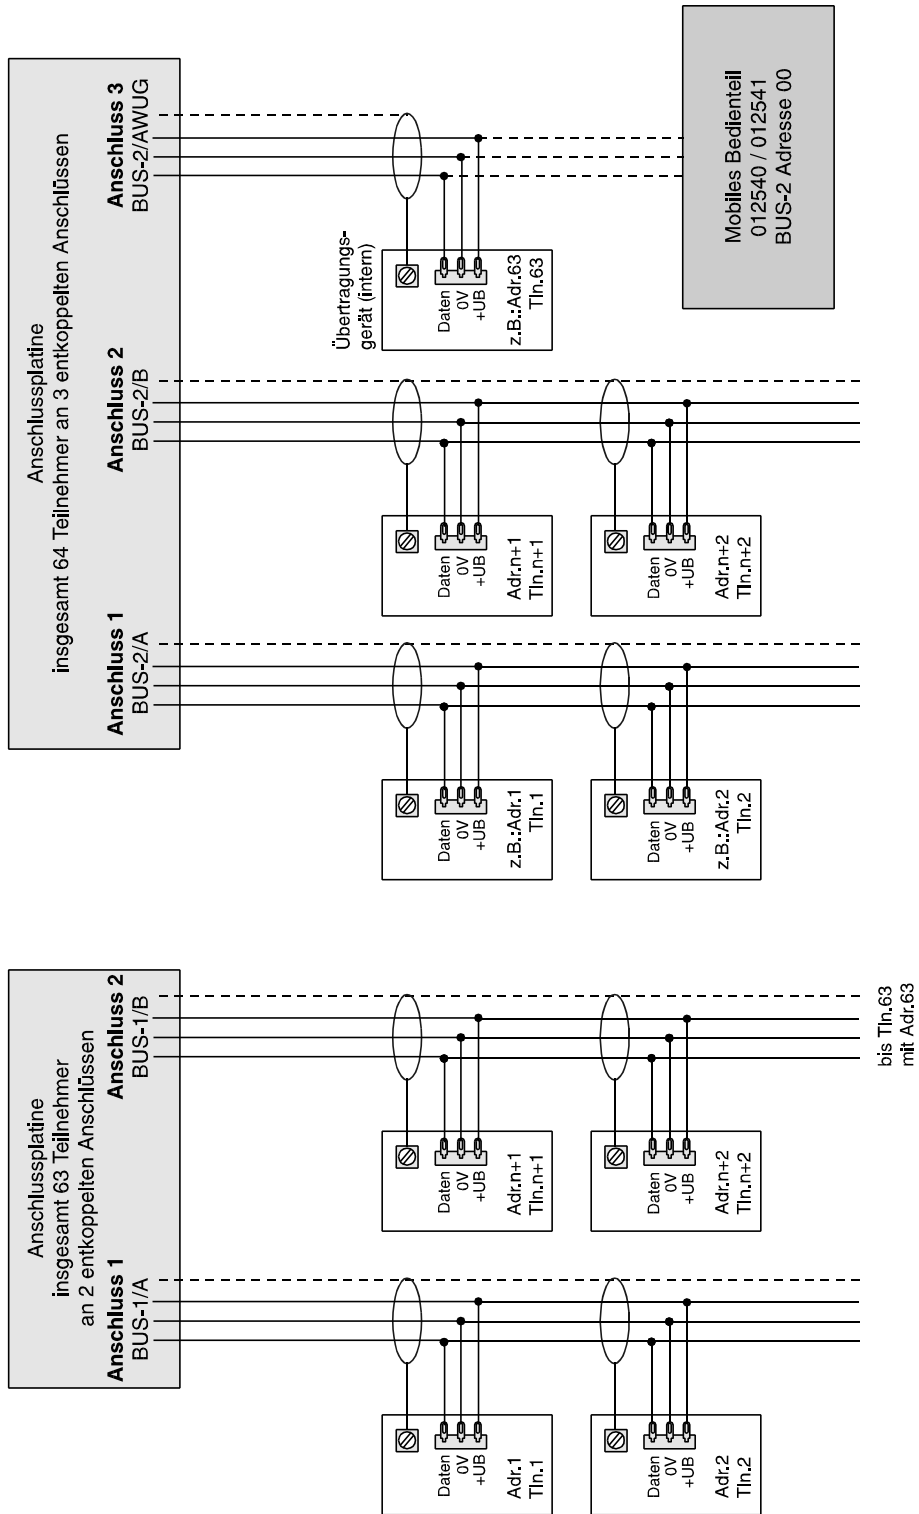 Anschlussplatine
insgesamt 63 Teilnehmer
an 2 entkoppelten Anschlüssen
Anschluss 1
BUS-1/A
Anschluss 2
BUS-1/B
Daten
0V
+UB
Adr.1
Tln.1
Daten
0V
+UB
Adr.2
Tln.2
Daten
0V
+UB
Adr.n+1
Tln.n+1
Daten
0V
+UB
Adr.n+2
Tln.n+2
bis Tln.63
mit Adr.63
Anschlussplatine
insgesamt 64 Teilnehmer an 3 entkoppelten Anschlüssen
Anschluss 1
BUS-2/A
Anschluss 2
BUS-2/B
Anschluss 3
BUS-2/AWUG
Daten
0V
+UB
z.B.:Adr.1
Tln.1
Daten
0V
+UB
z.B.:Adr.2
Tln.2
Daten
0V
+UB
Adr.n+1
Tln.n+1
Daten
0V
+UB
Adr.n+2
Tln.n+2
Übertragungs-
gerät (intern)
Daten
0V
+UB
z.B.:Adr.63
Tln.63
Mobiles Bedienteil
012540 / 012541
BUS-2 Adresse 00